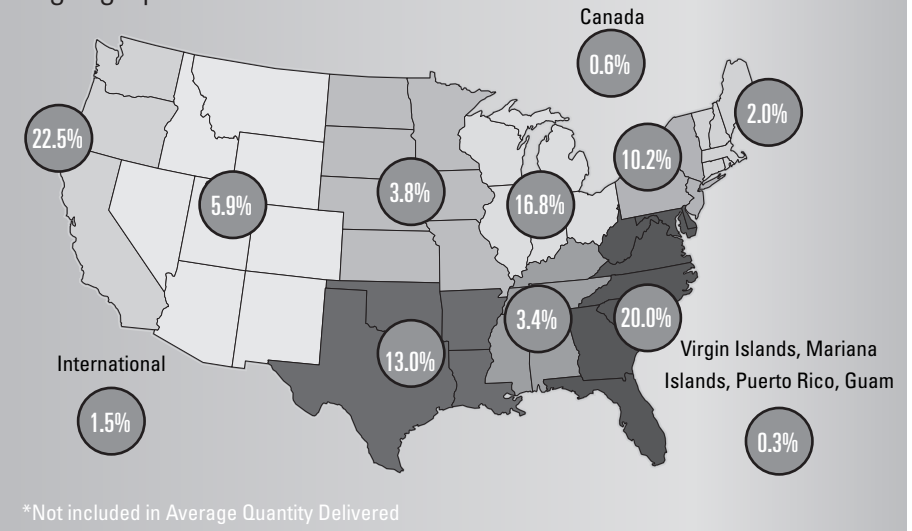 Canada
0.6%
2.0%
22.5%
10.2%
5.9%
3.8%
16.8%
3.4%
20.0%
13.0%
Virgin Islands, Mariana
Islands, Puerto Rico, Guam
0.3%
International
1.5%
*Not included in Average Quantity Delivered